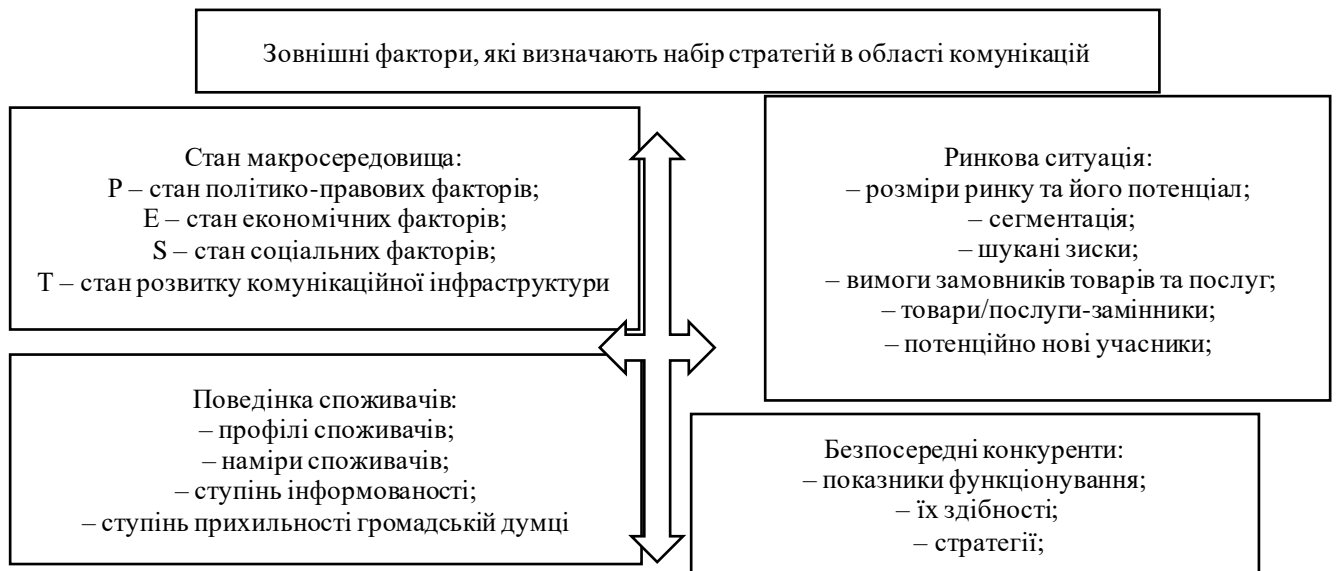 Зовнішні фактори, які визначають набір стратегій в області комунікацій
Стан макросередовища:
P – стан політико-правових факторів;
E – стан економічних факторів;
S – стан соціальних факторів;
T – стан розвитку комунікаційної інфраструктури
Ринкова ситуація:
– розміри ринку та його потенціал;
– сегментація;
– шукані зиски;
– вимоги замовників товарів та послуг;
– товари/послуги-замінники;
– потенційно нові учасники;
Поведінка споживачів:
– профілі споживачів;
– наміри споживачів;
– ступінь інформованості;
– ступінь прихильності громадській думці
Безпосередні конкуренти:
– показники функціонування;
– їх здібності;
– стратегії;